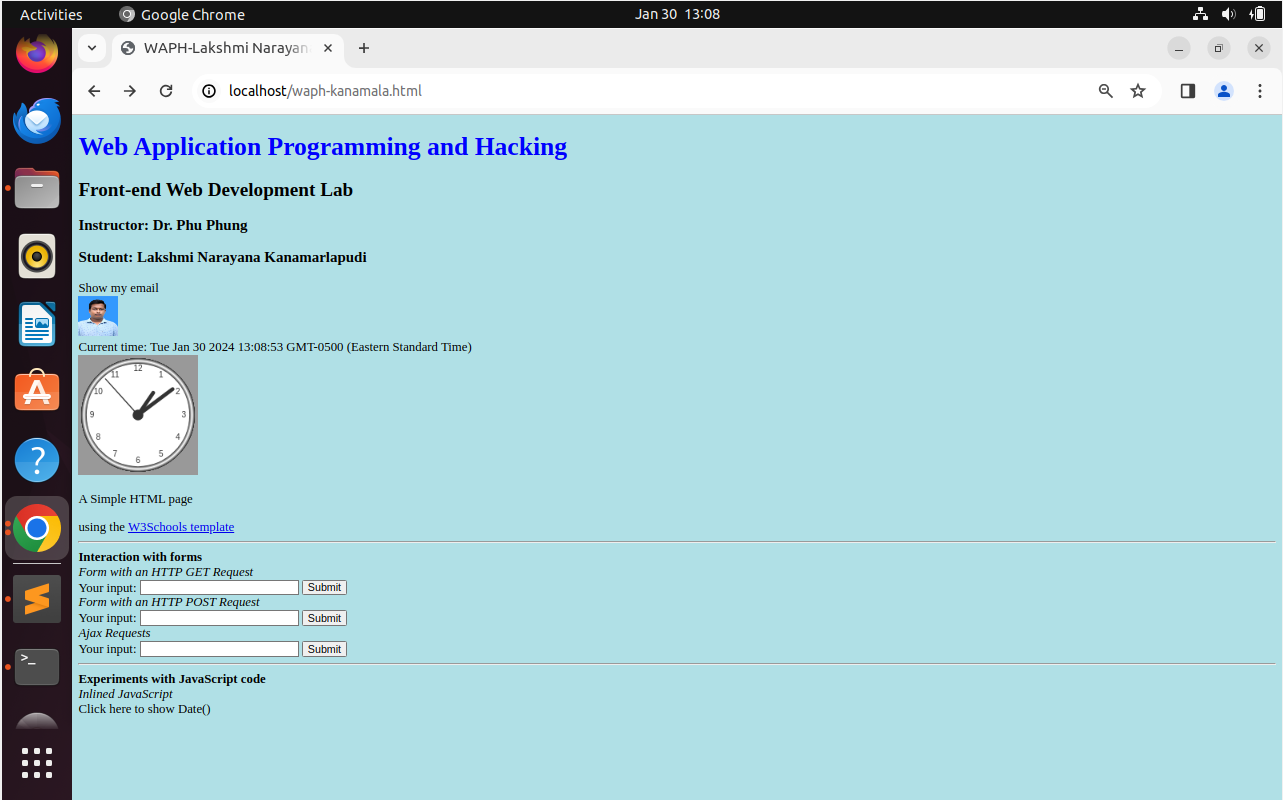 Activities Google Chrome Jan 30 13:08
WAPH-Lakshmi Narayan
localhost/waph-kanamala.html
Web Application Programming and Hacking
Front-end Web Development Lab
Instructor: Dr. Phu Phung
Student: Lakshmi Narayana Kanamarlapudi
Show my email
Current time: Tue Jan 30 2024 13:08:53 GMT-0500 (Eastern Standard Time)
12
11 1
10 2
9 3
8 4
7 5
6
A Simple HTML page
using the W3Schools template
Interaction with forms
Form with an HTTP GET Request
Your input: Submit
Form with an HTTP POST Request
Your input: Submit
Ajax Requests
Your input: Submit
Experiments with JavaScript code
Inlined JavaScript
Click here to show Date()